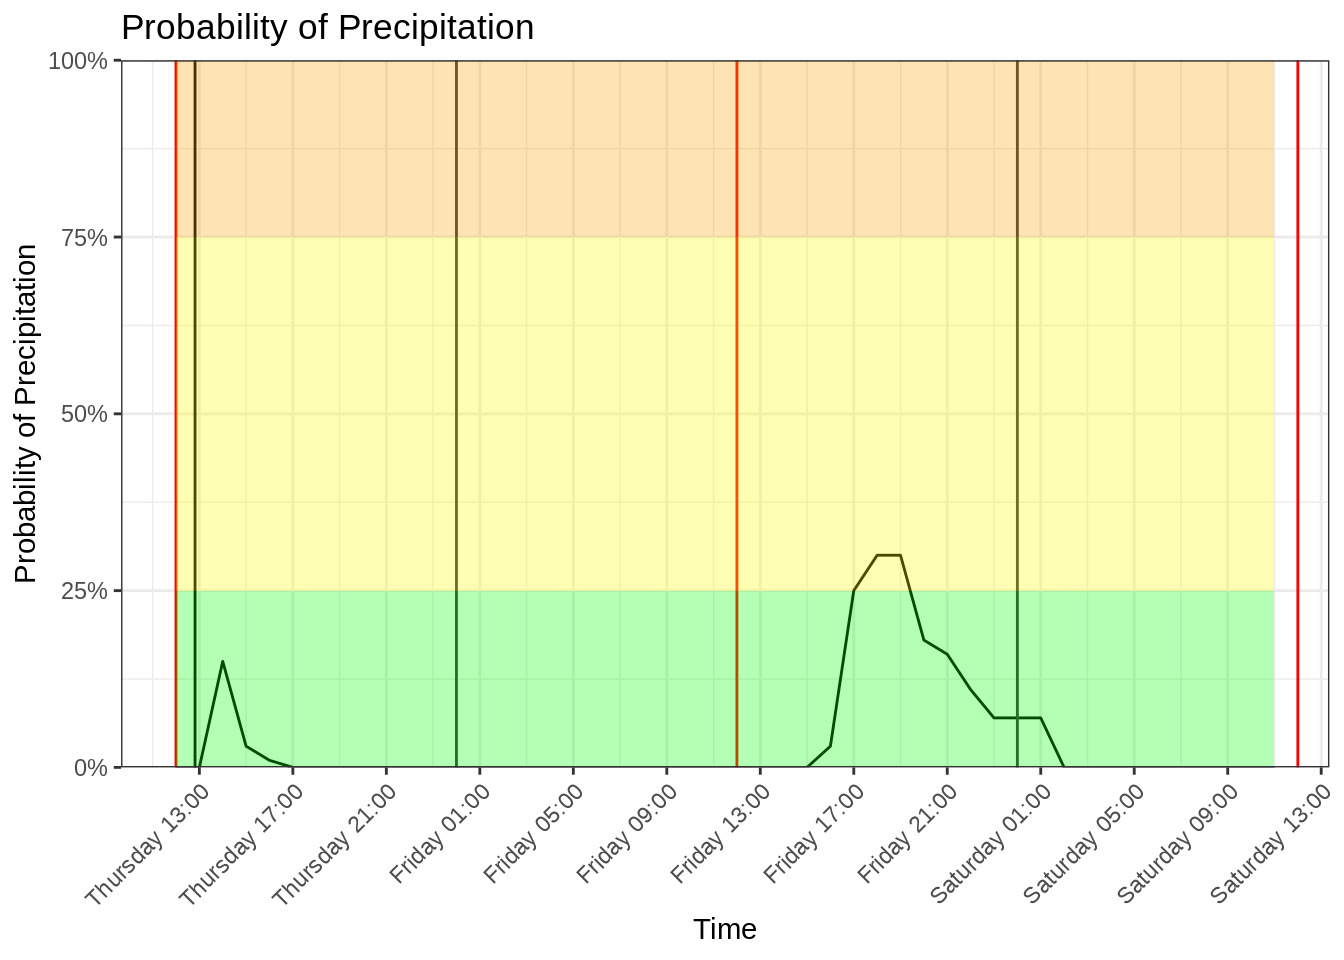 Probability of Precipitation
Probability of Precipitation
100%
75%
50%
25%
0%
Thursday 13:00
Thursday 17:00
Thursday 21:00
Friday 01:00
Friday 05:00
Friday 09:00
Friday 13:00
Friday 17:00
Friday 21:00
Saturday 01:00
Saturday 05:00
Saturday 09:00
Saturday 13:00
Time